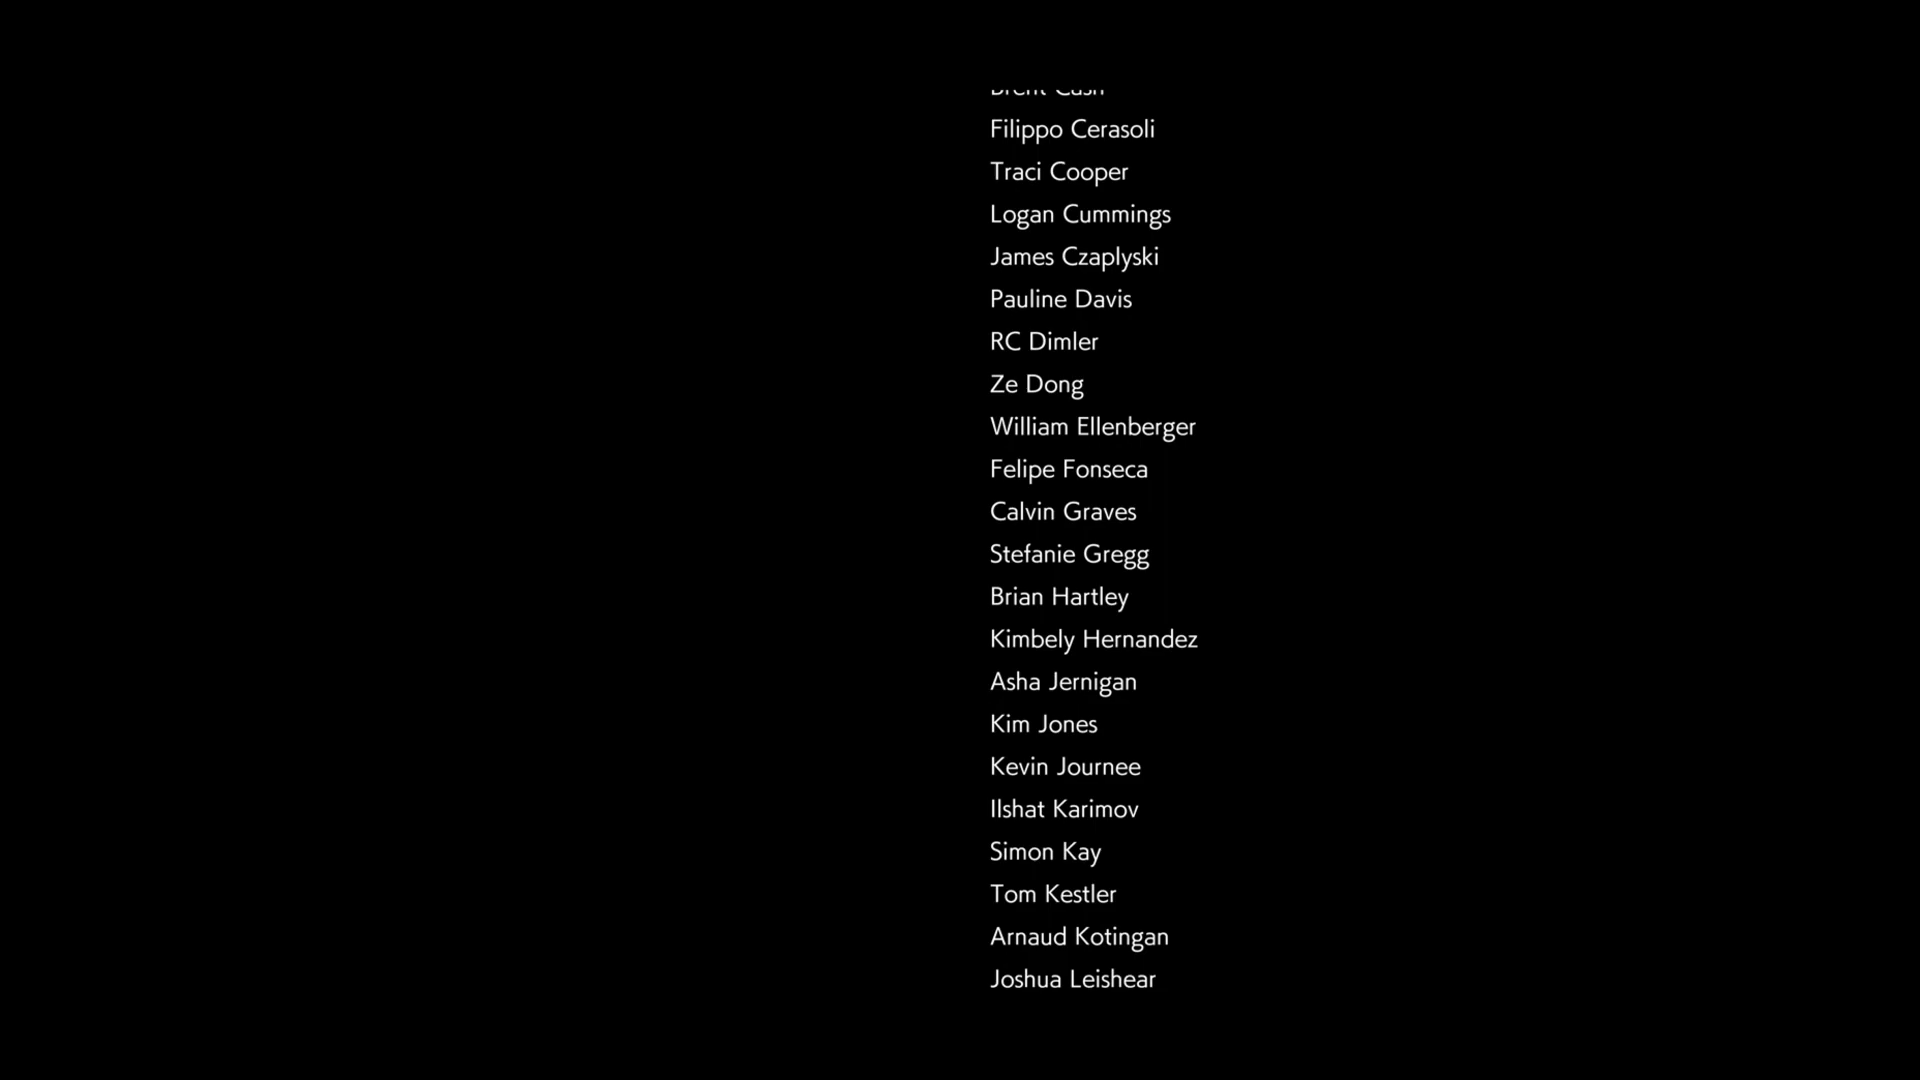 Brent Cash
Filippo Cerasoli
Traci Cooper
Logan Cummings
James Czaplyski
Pauline Davis
RC Dimler
Ze Dong
William Ellenberger
Felipe Fonseca
Calvin Graves
Stefanie Gregg
Brian Hartley
Kimbely Hernandez
Asha Jernigan
Kim Jones
Kevin Journee
Ilshat Karimov
Simon Kay
Tom Kestler
Arnaud Kotingan
Joshua Leishear